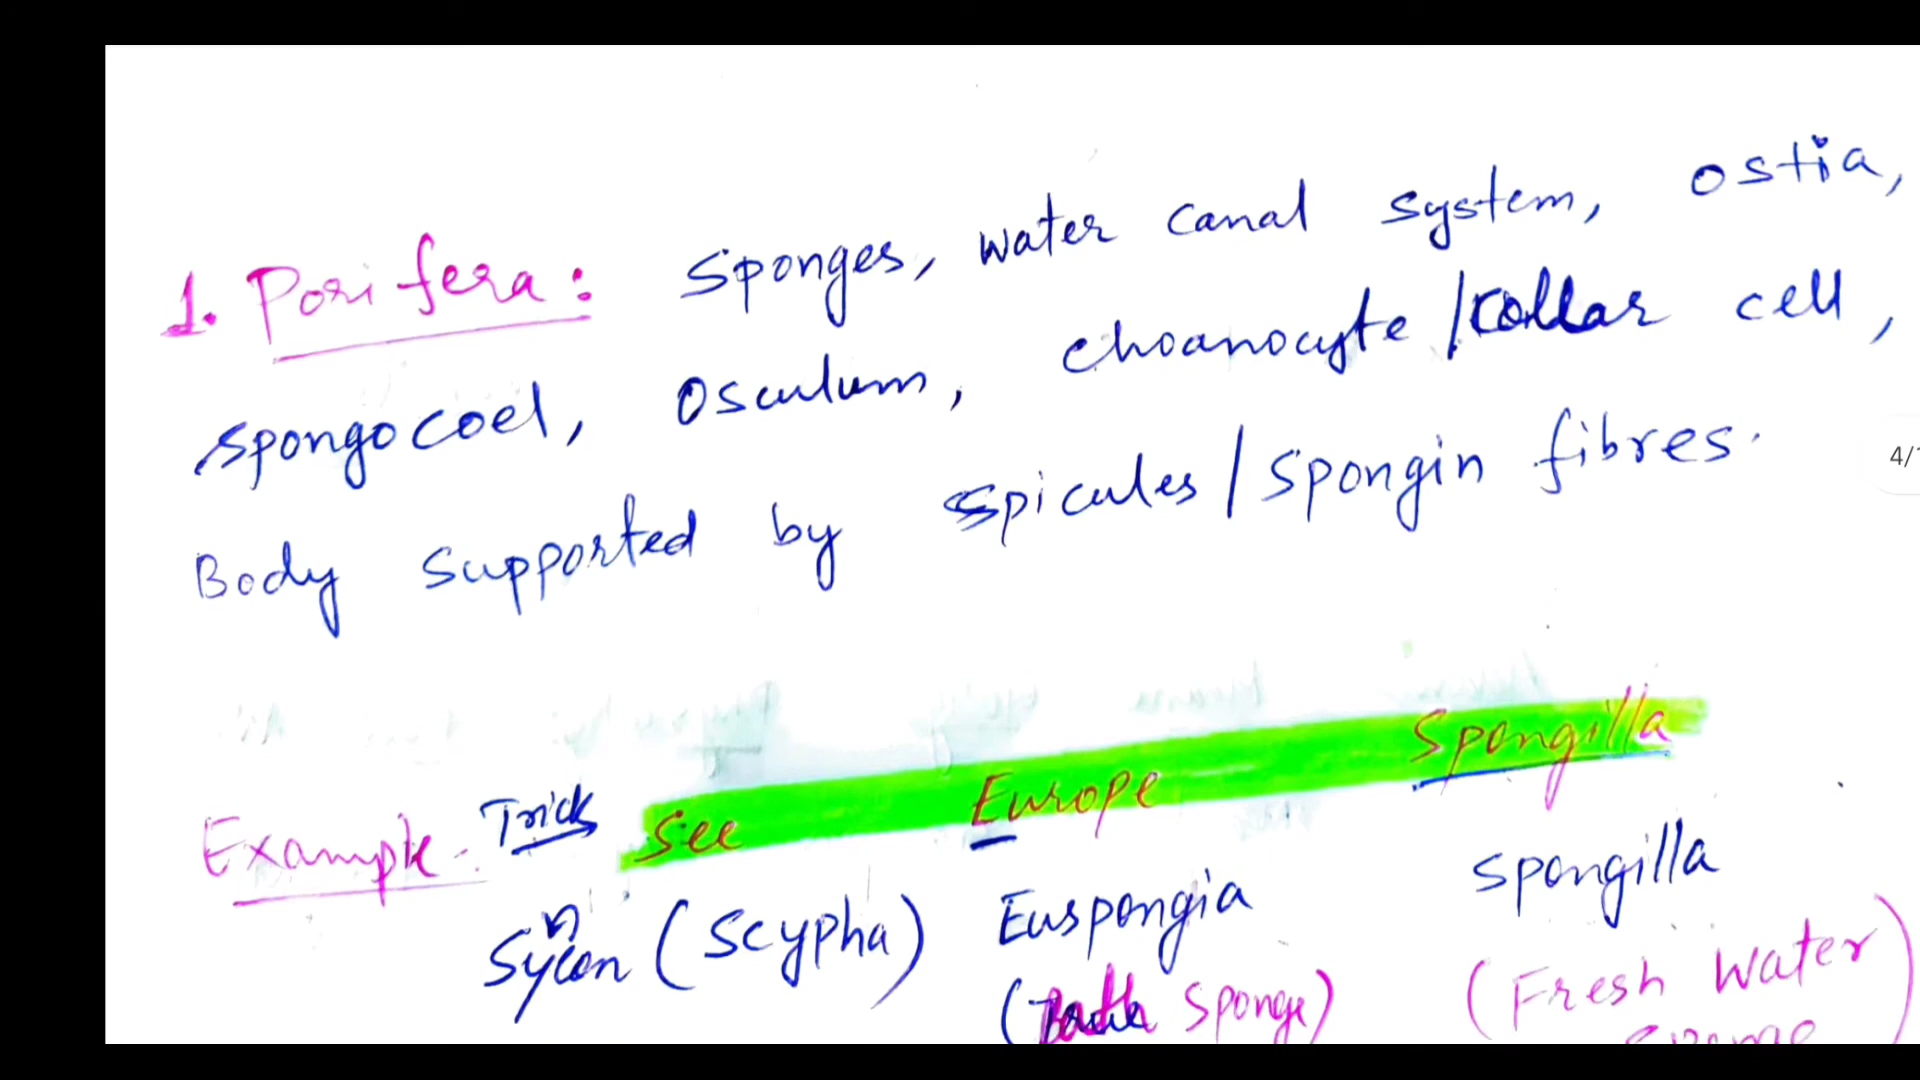 1. Porifera: Sponges, water canal system, ostia,
spongocoel, osculum, choanocyte/collar cell,
Body supported by spicules/spongin fibres.
4/
Example:- Trick See Europe Spongilla
Sycon (Scypha) Euspongia spongilla
(Bath Sponge) (Fresh Water